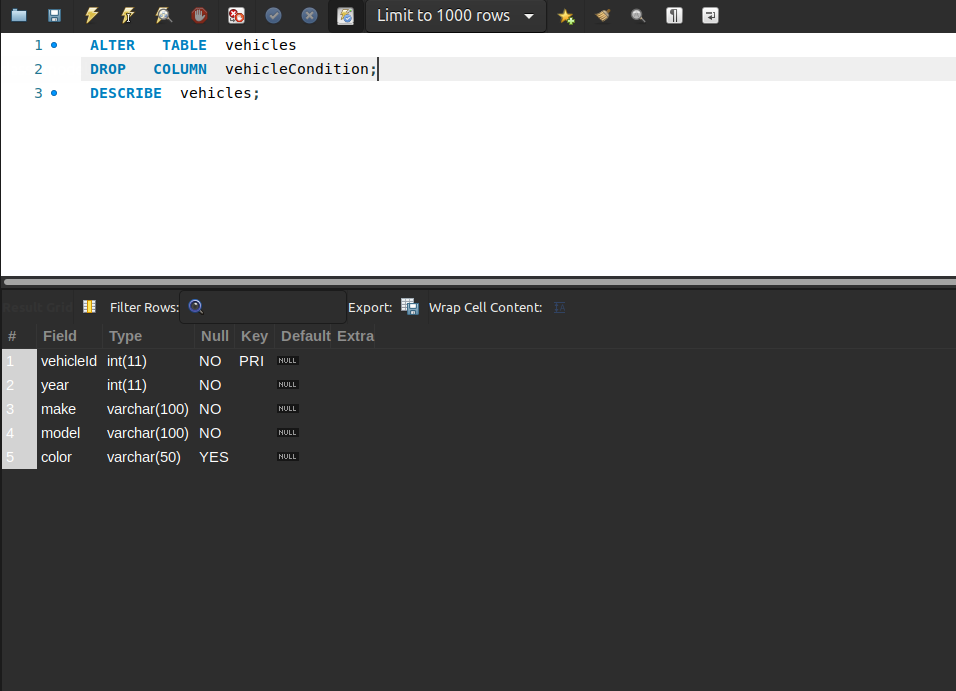 Limit to 1000 rows
1 ALTER TABLE vehicles
2 DROP COLUMN vehicleCondition;
3 DESCRIBE vehicles;
Result Grid Filter Rows: Export: Wrap Cell Content: IA
# Field Type Null Key Default Extra
1 vehicleId int(11) NO PRI NULL
2 year int(11) NO NULL
3 make varchar(100) NO NULL
4 model varchar(100) NO NULL
5 color varchar(50) YES NULL